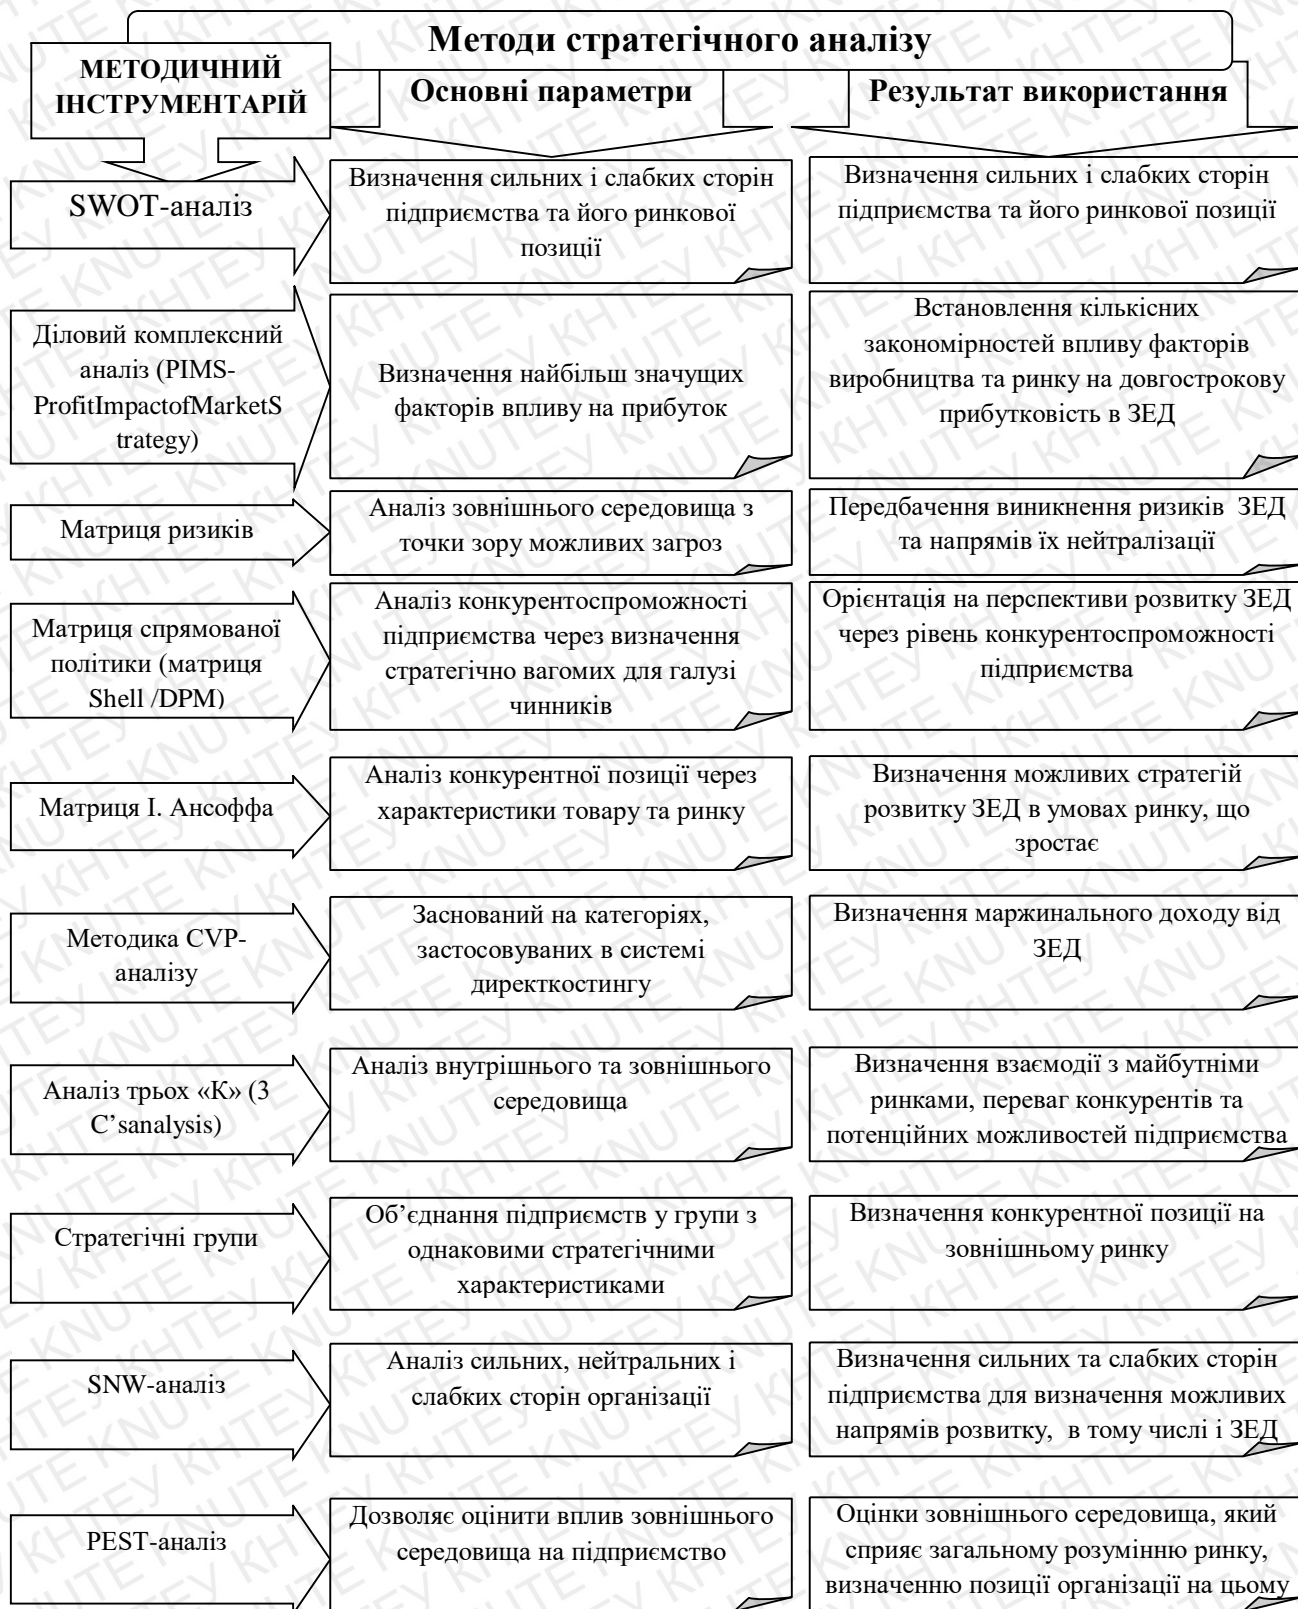 Методи стратегічного аналізу
МЕТОДИЧНИЙ
ІНСТРУМЕНТАРІЙ
Основні параметри
Результат використання
SWOT-аналіз
Визначення сильних і слабких сторін
підприємства та його ринкової
позиції
Визначення сильних і слабких сторін
підприємства та його ринкової позиції
Діловий комплексний
аналіз (PIMS-
ProfitImpactofMarketS
trategy)
Визначення найбільш значущих
факторів впливу на прибуток
Встановлення кількісних
закономірностей впливу факторів
виробництва та ринку на довгострокову
прибутковість в ЗЕД
Матриця ризиків
Аналіз зовнішнього середовища з
точки зору можливих загроз
Передбачення виникнення ризиків ЗЕД
та напрямів їх нейтралізації
Матриця спрямованої
політики (матриця
Shell /DPM)
Аналіз конкурентоспроможності
підприємства через визначення
стратегічно вагомих для галузі
чинників
Орієнтація на перспективи розвитку ЗЕД
через рівень конкурентоспроможності
підприємства
Матриця І. Ансоффа
Аналіз конкурентної позиції через
характеристики товару та ринку
Визначення можливих стратегій
розвитку ЗЕД в умовах ринку, що
зростає
Методика CVP-
аналізу
Заснований на категоріях,
застосовуваних в системі
директкостингу
Визначення маржинального доходу від
ЗЕД
Аналіз трьох «К» (3
C’sanalysis)
Аналіз внутрішнього та зовнішнього
середовища
Визначення взаємодії з майбутніми
ринками, переваг конкурентів та
потенційних можливостей підприємства
Стратегічні групи
Об’єднання підприємств у групи з
однаковими стратегічними
характеристиками
Визначення конкурентної позиції на
зовнішньому ринку
SNW-аналіз
Аналіз сильних, нейтральних і
слабких сторін організації
Визначення сильних та слабких сторін
підприємства для визначення можливих
напрямів розвитку, в тому числі і ЗЕД
PEST-аналіз
Дозволяє оцінити вплив зовнішнього
середовища на підприємство
Оцінки зовнішнього середовища, який
сприяє загальному розумінню ринку,
визначенню позиції організації на цьому